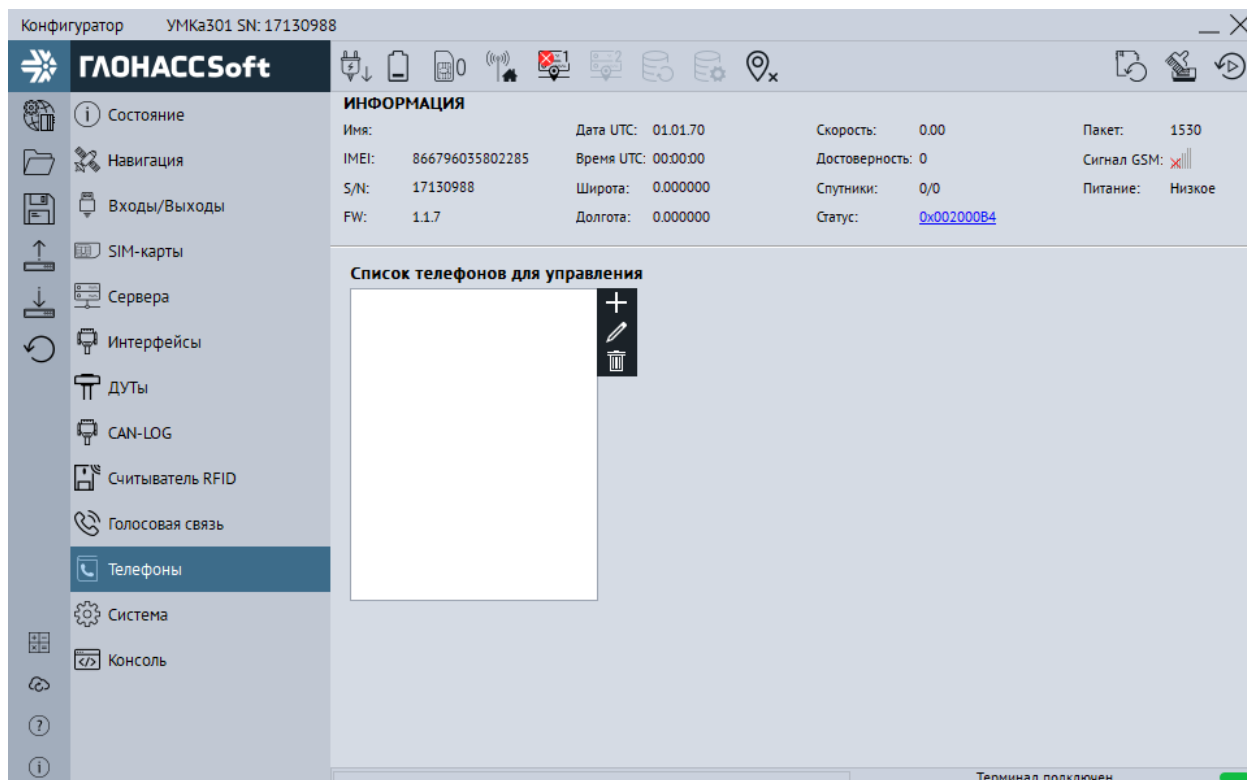 Конфигуратор УМКа301 SN: 17130988
ГЛОНАССSoft
0
1
2
ИНФОРМАЦИЯ
Имя: Дата UTC: 01.01.70 Скорость: 0.00 Пакет: 1530
IMEI: 866796035802285 Время UTC: 00:00:00 Достоверность: 0 Сигнал GSM:
S/N: 17130988 Широта: 0.000000 Спутники: 0/0 Питание: Низкое
FW: 1.1.7 Долгота: 0.000000 Статус: 0x002000B4
Состояние
Навигация
Входы/Выходы
SIM-карты
Сервера
Интерфейсы
ДУТы
CAN-LOG
Считыватель RFID
Голосовая связь
Телефоны
Система
Консоль
Список телефонов для управления
Терминал подключен